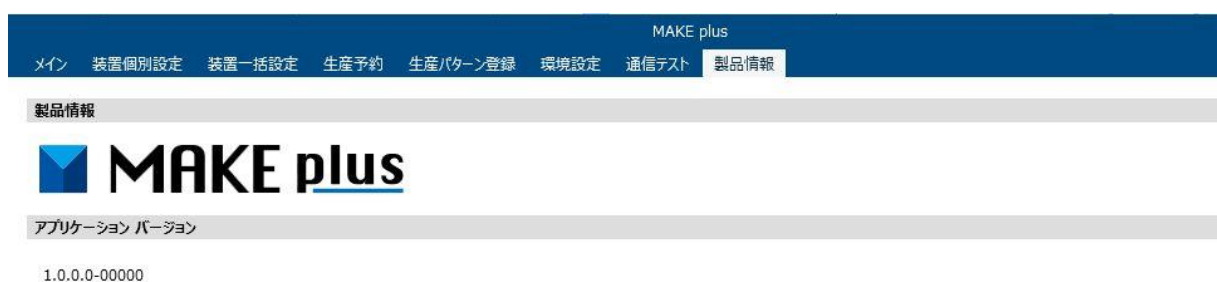 MAKE plus
メイン 装置個別設定 装置一括設定 生産予約 生産パターン登録 環境設定 通信テスト 製品情報
製品情報
MAKE plus
アプリケーション バージョン
1.0.0.0-00000